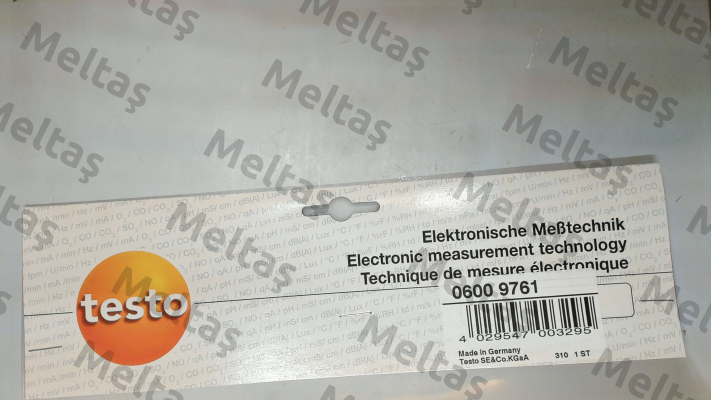 Meltaş
testo
Elektronische Meßtechnik
Electronic measurement technology
Technique de mesure électronique
0600 9761
4 029547 003295
Made in Germany
Testo SE&Co.KGaA 310 1 ST